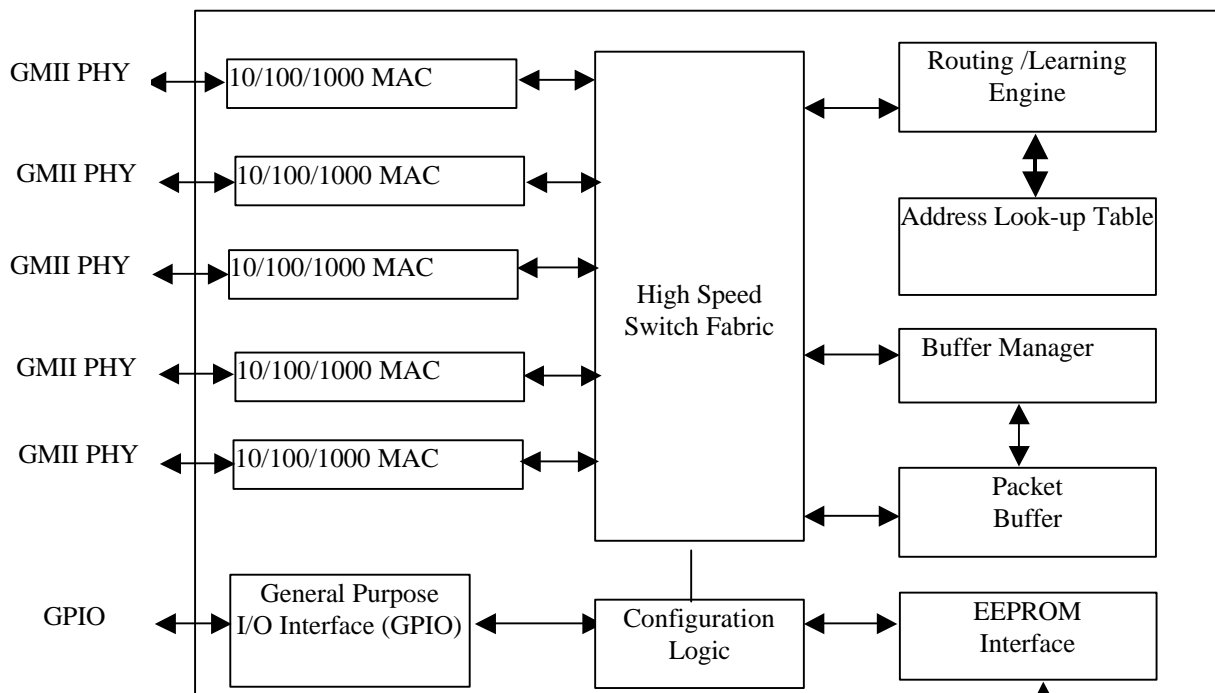 GMII PHY
10/100/1000 MAC
Routing /Learning
Engine
GMII PHY
10/100/1000 MAC
Address Look-up Table
GMII PHY
10/100/1000 MAC
High Speed
Switch Fabric
Buffer Manager
GMII PHY
10/100/1000 MAC
GMII PHY
10/100/1000 MAC
Packet
Buffer
GPIO
General Purpose
I/O Interface (GPIO)
Configuration
Logic
EEPROM
Interface